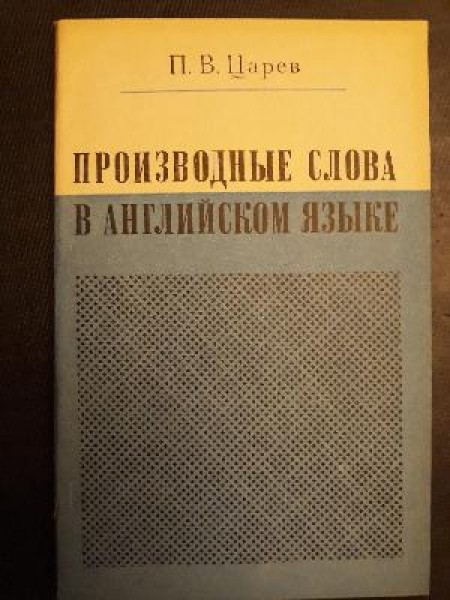 П. В. Царев
ПРОИЗВОДНЫЕ СЛОВА
В АНГЛИЙСКОМ ЯЗЫКЕ